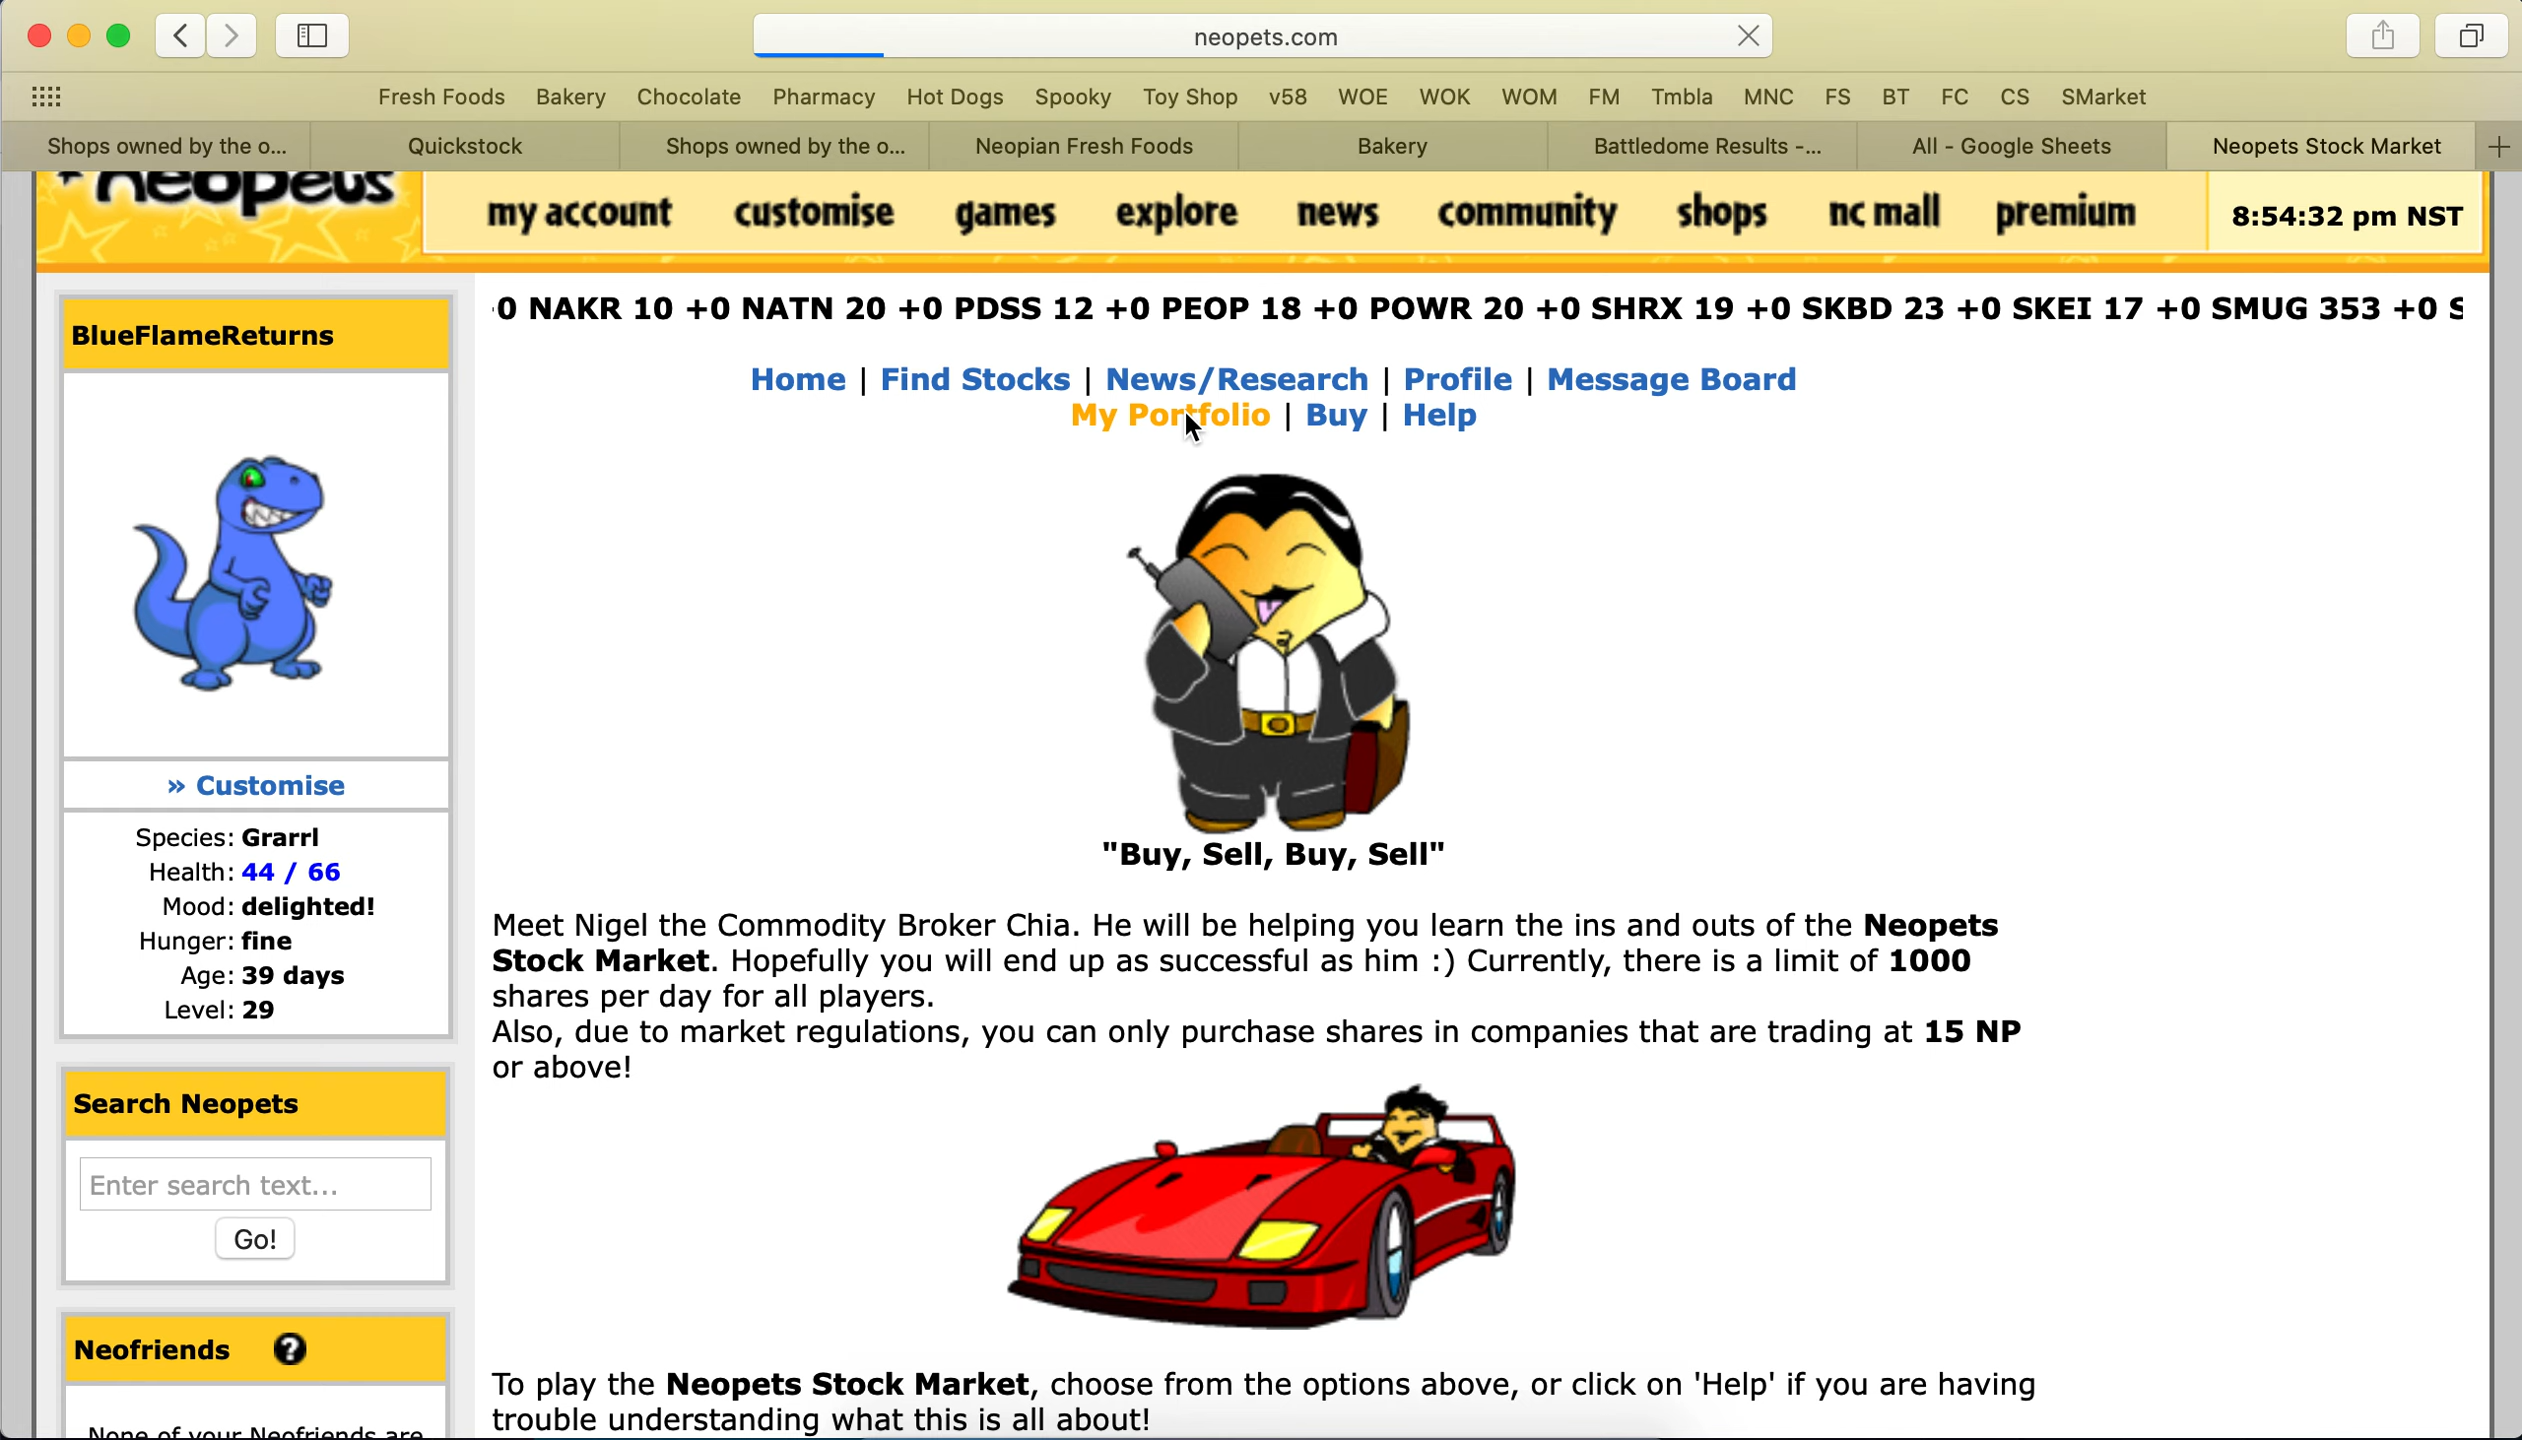 neopets.com
Fresh Foods Bakery Chocolate Pharmacy Hot Dogs Spooky Toy Shop v58 WOE WOK WOM FM Tmbla MNC FS BT FC CS SMarket
Shops owned by the o... Quickstock Shops owned by the o... Neopian Fresh Foods Bakery Battledome Results -... All - Google Sheets Neopets Stock Market
neopets
my account customise games explore news community shops nc mall premium 8:54:32 pm NST
0 NAKR 10 +0 NATN 20 +0 PDSS 12 +0 PEOP 18 +0 POWR 20 +0 SHRX 19 +0 SKBD 23 +0 SKEI 17 +0 SMUG 353 +0 S
Home | Find Stocks | News/Research | Profile | Message Board
My Portfolio | Buy | Help
"Buy, Sell, Buy, Sell"
Meet Nigel the Commodity Broker Chia. He will be helping you learn the ins and outs of the Neopets
Stock Market. Hopefully you will end up as successful as him :) Currently, there is a limit of 1000
shares per day for all players.
Also, due to market regulations, you can only purchase shares in companies that are trading at 15 NP
or above!
To play the Neopets Stock Market, choose from the options above, or click on 'Help' if you are having
trouble understanding what this is all about!
BlueFlameReturns
» Customise
Species: Grarrl
Health: 44 / 66
Mood: delighted!
Hunger: fine
Age: 39 days
Level: 29
Search Neopets
Enter search text...
Go!
Neofriends ?
None of your Neofriends are